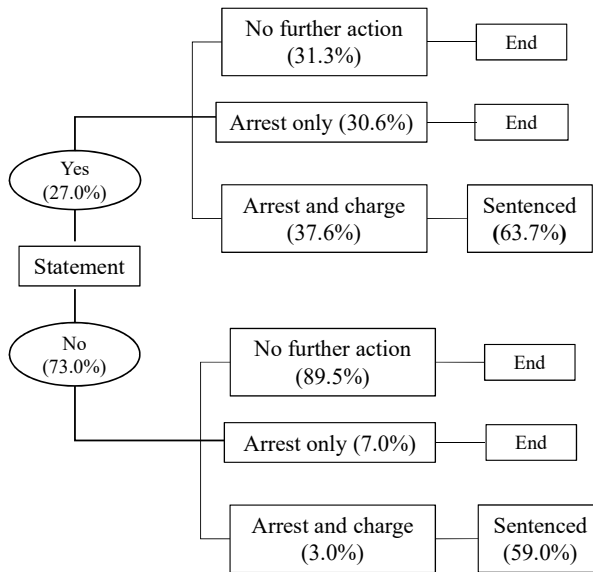 No further action
(31.3%)
End
Arrest only (30.6%)
End
Yes
(27.0%)
Arrest and charge
(37.6%)
Sentenced
(63.7%)
Statement
No
(73.0%)
No further action
(89.5%)
End
Arrest only (7.0%)
End
Arrest and charge
(3.0%)
Sentenced
(59.0%)